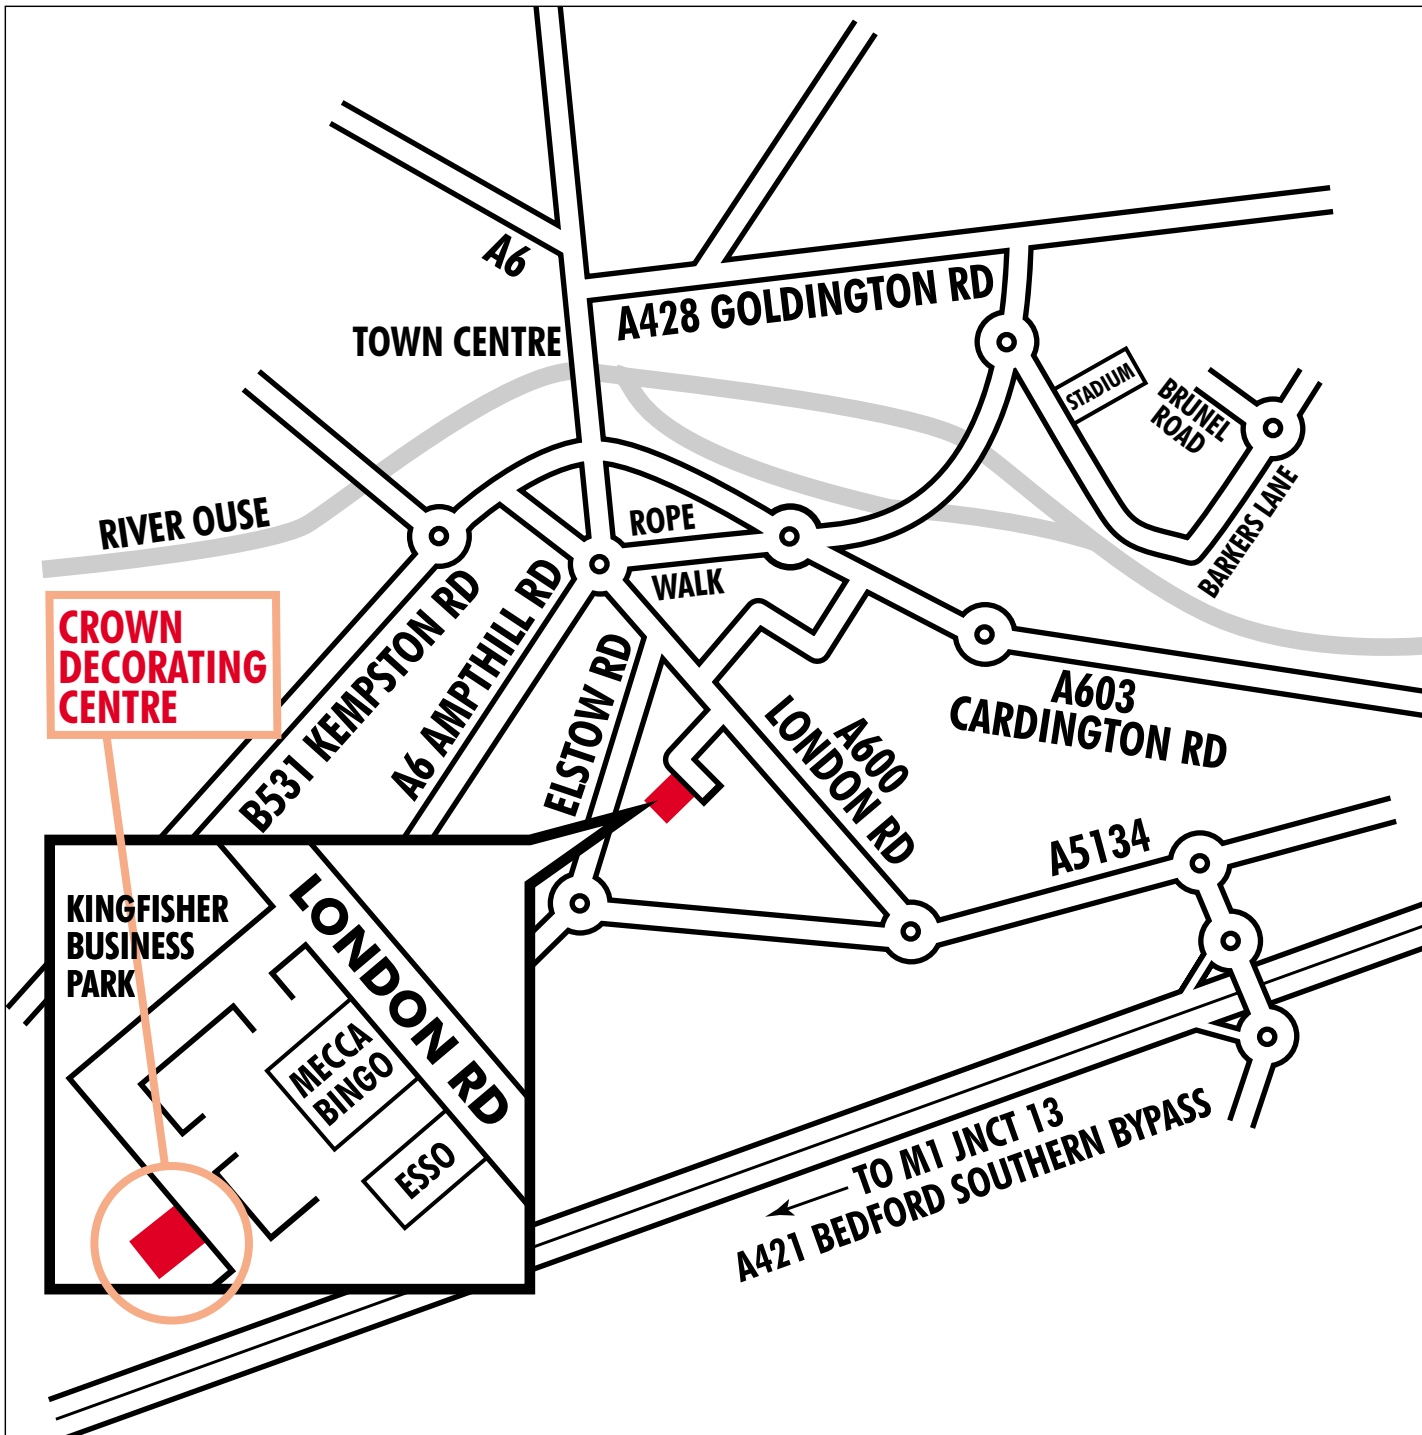 A6
A428 GOLDINGTON RD
TOWN CENTRE
STADIUM
BRUNEL
ROAD
BARKERS LANE
RIVER OUSE
ROPE
WALK
CROWN
DECORATING
CENTRE
B531 KEMPSTON RD
A6 AMPTHILL RD
ELSTOW RD
A600
LONDON RD
A603
CARDINGTON RD
A5134
KINGFISHER
BUSINESS
PARK
LONDON RD
MECCA
BINGO
ESSO
TO M1 JNCT 13
A421 BEDFORD SOUTHERN BYPASS